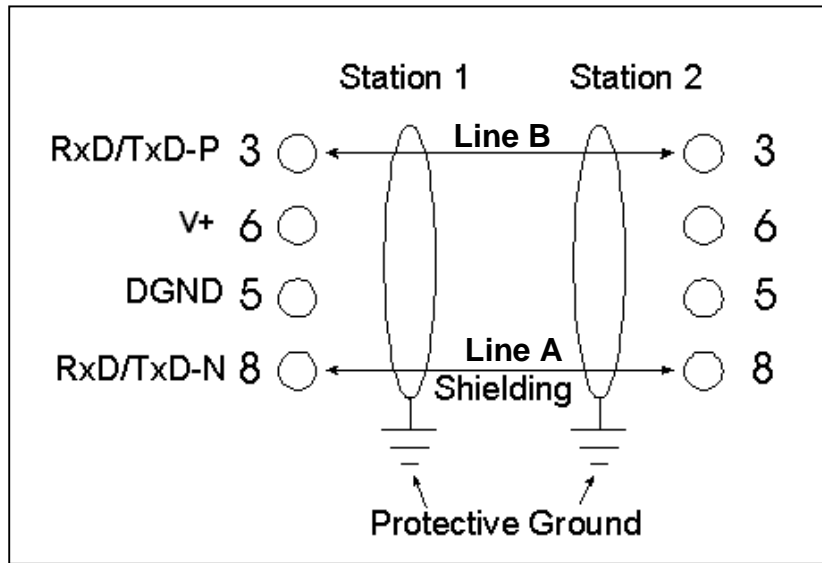 Station 1 Station 2
RxD/TxD-P 3 Line B 3
V+ 6 6
DGND 5 5
RxD/TxD-N 8 Line A 8
Shielding
Protective Ground